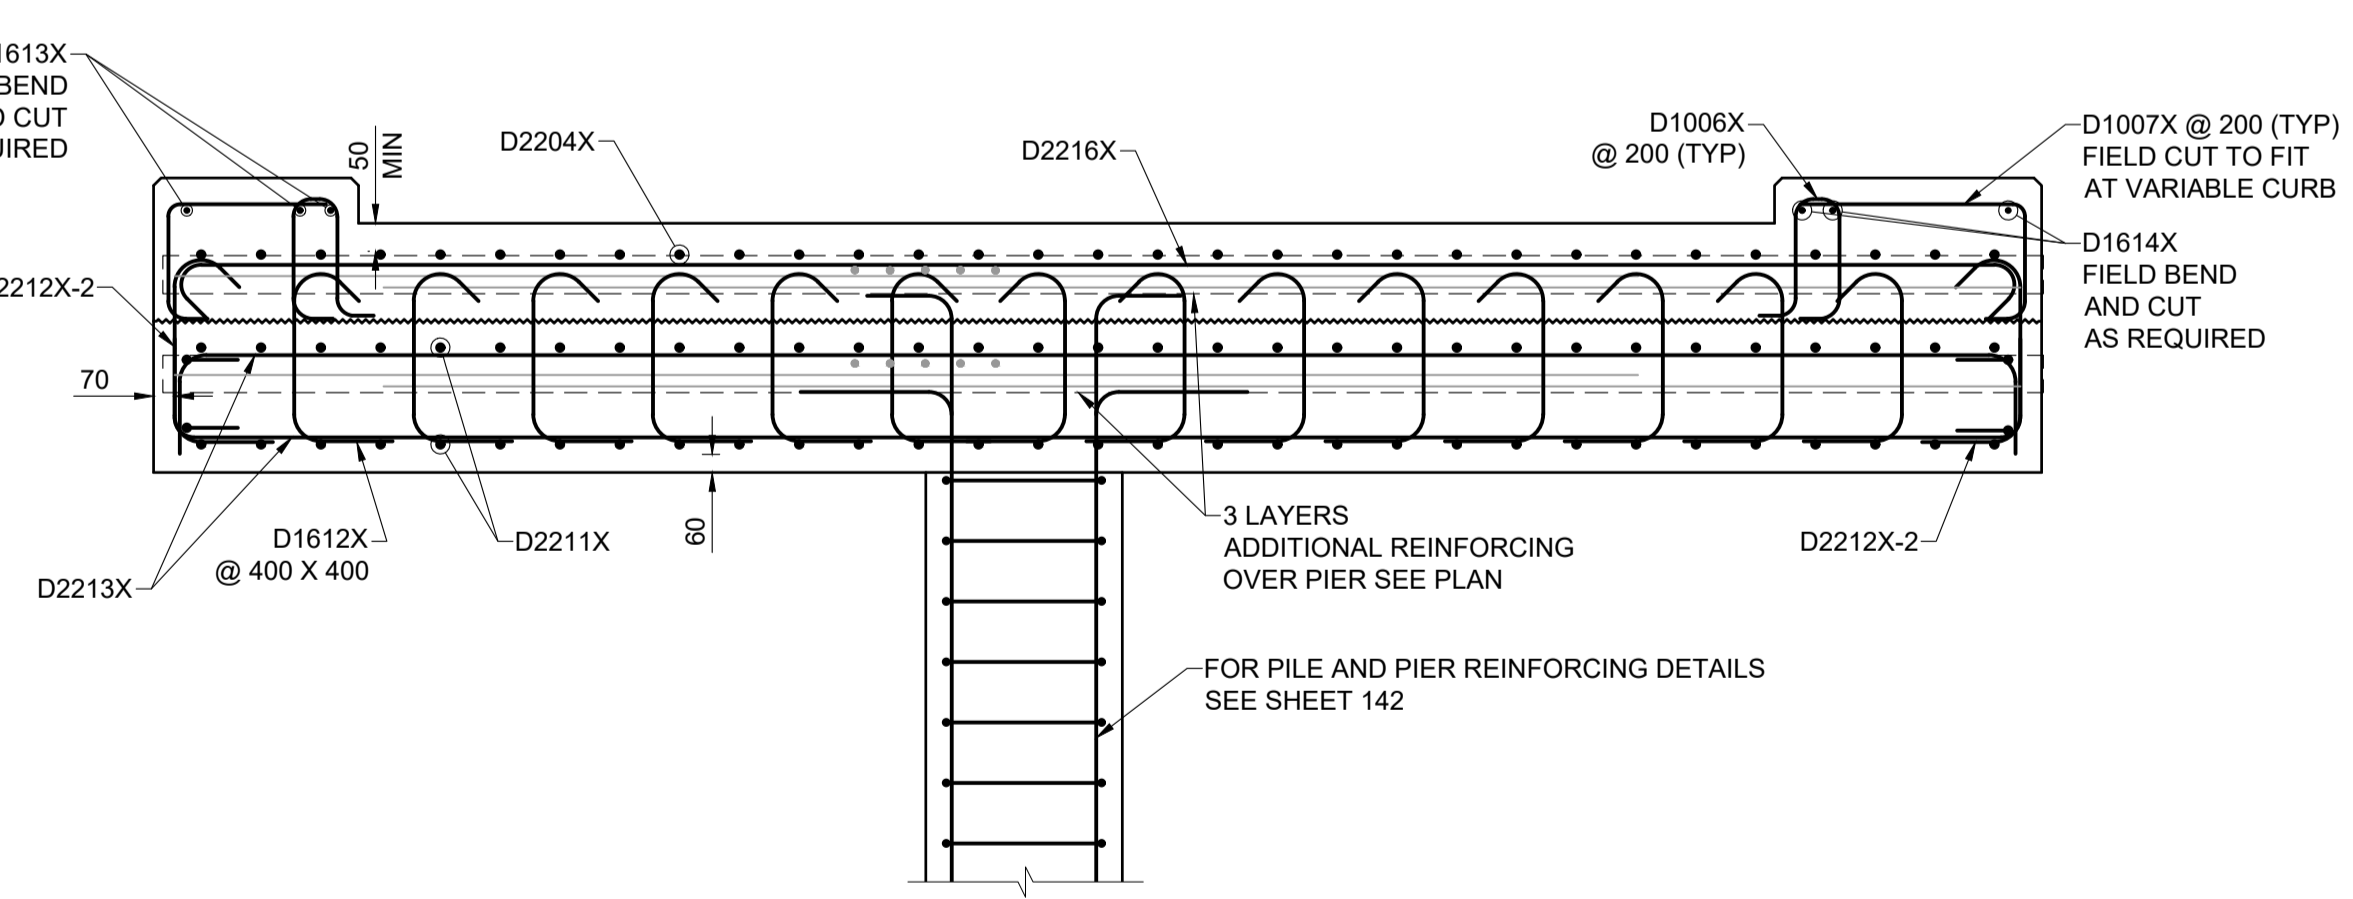 1613X
BEND
CUT
50
MIN
D2204X
D2216X
D1006X
@ 200 (TYP)
D1007X @ 200 (TYP)
FIELD CUT TO FIT
AT VARIABLE CURB
D1614X
FIELD BEND
AND CUT
AS REQUIRED
2212X-2
70
D2213X
D1612X
@ 400 X 400
D2211X
60
3 LAYERS
ADDITIONAL REINFORCING
OVER PIER SEE PLAN
D2212X-2
FOR PILE AND PIER REINFORCING DETAILS
SEE SHEET 142